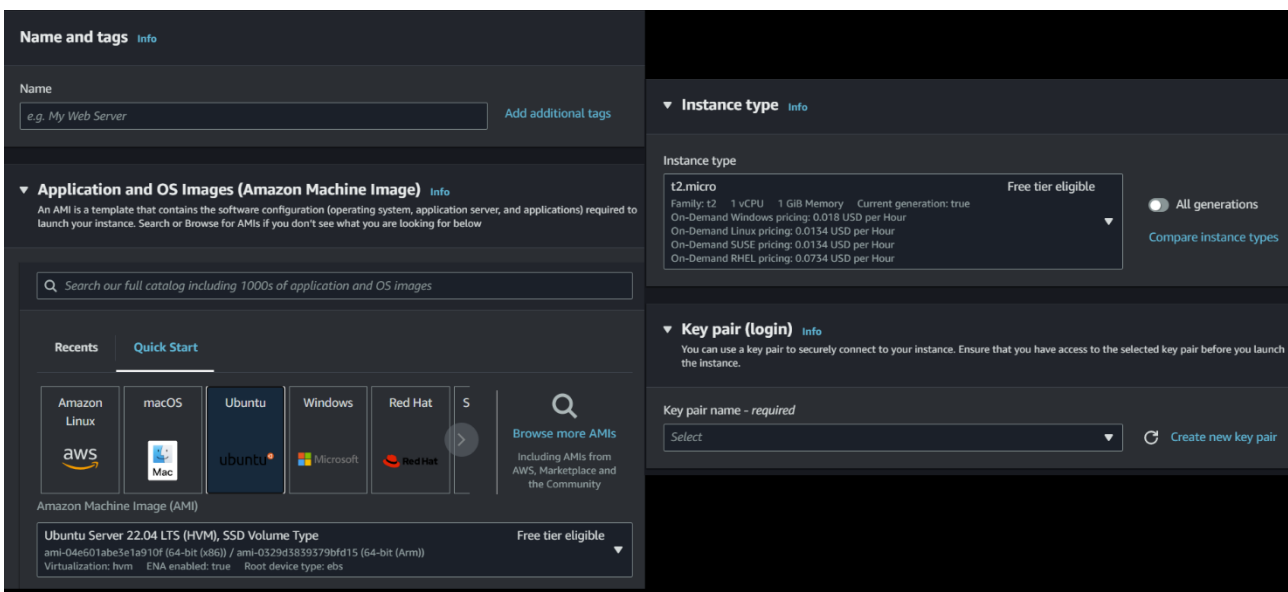 Name and tags Info
Name
e.g. My Web Server
Add additional tags
Application and OS Images (Amazon Machine Image) Info
An AMI is a template that contains the software configuration (operating system, application server, and applications) required to
launch your instance. Search or Browse for AMIs if you don't see what you are looking for below
Search our full catalog including 1000s of application and OS images
Recents
Quick Start
Amazon
Linux
aws
macOS
Mac
Ubuntu
ubuntu
Windows
Microsoft
Red Hat
Red Hat
S
Browse more AMIs
Including AMIs from
AWS, Marketplace and
the Community
Amazon Machine Image (AMI)
Ubuntu Server 22.04 LTS (HVM), SSD Volume Type
Free tier eligible
ami-04e601abe3e1a910f (64-bit (x86)) / ami-0329d3839379bfd15 (64-bit (Arm))
Virtualization: hvm ENA enabled: true Root device type: ebs
Instance type Info
Instance type
t2.micro
Free tier eligible
Family: t2 1 vCPU 1 GiB Memory Current generation: true
On-Demand Windows pricing: 0.018 USD per Hour
On-Demand Linux pricing: 0.0134 USD per Hour
On-Demand SUSE pricing: 0.0134 USD per Hour
On-Demand RHEL pricing: 0.0734 USD per Hour
All generations
Compare instance types
Key pair (login) Info
You can use a key pair to securely connect to your instance. Ensure that you have access to the selected key pair before you launch
the instance.
Key pair name - required
Select
Create new key pair